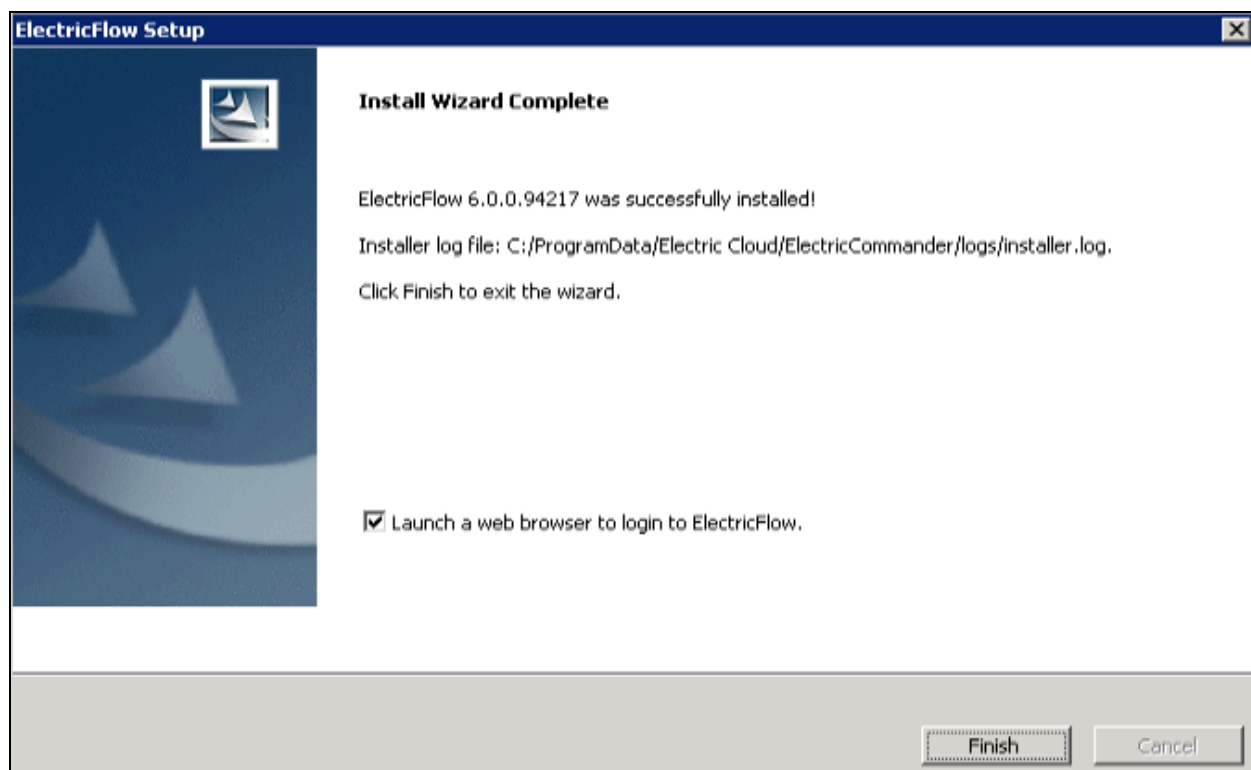 ElectricFlow Setup
Install Wizard Complete
ElectricFlow 6.0.0.94217 was successfully installed!
Installer log file: C:/ProgramData/Electric Cloud/ElectricCommander/logs/installer.log.
Click Finish to exit the wizard.
Launch a web browser to login to ElectricFlow.
Finish Cancel